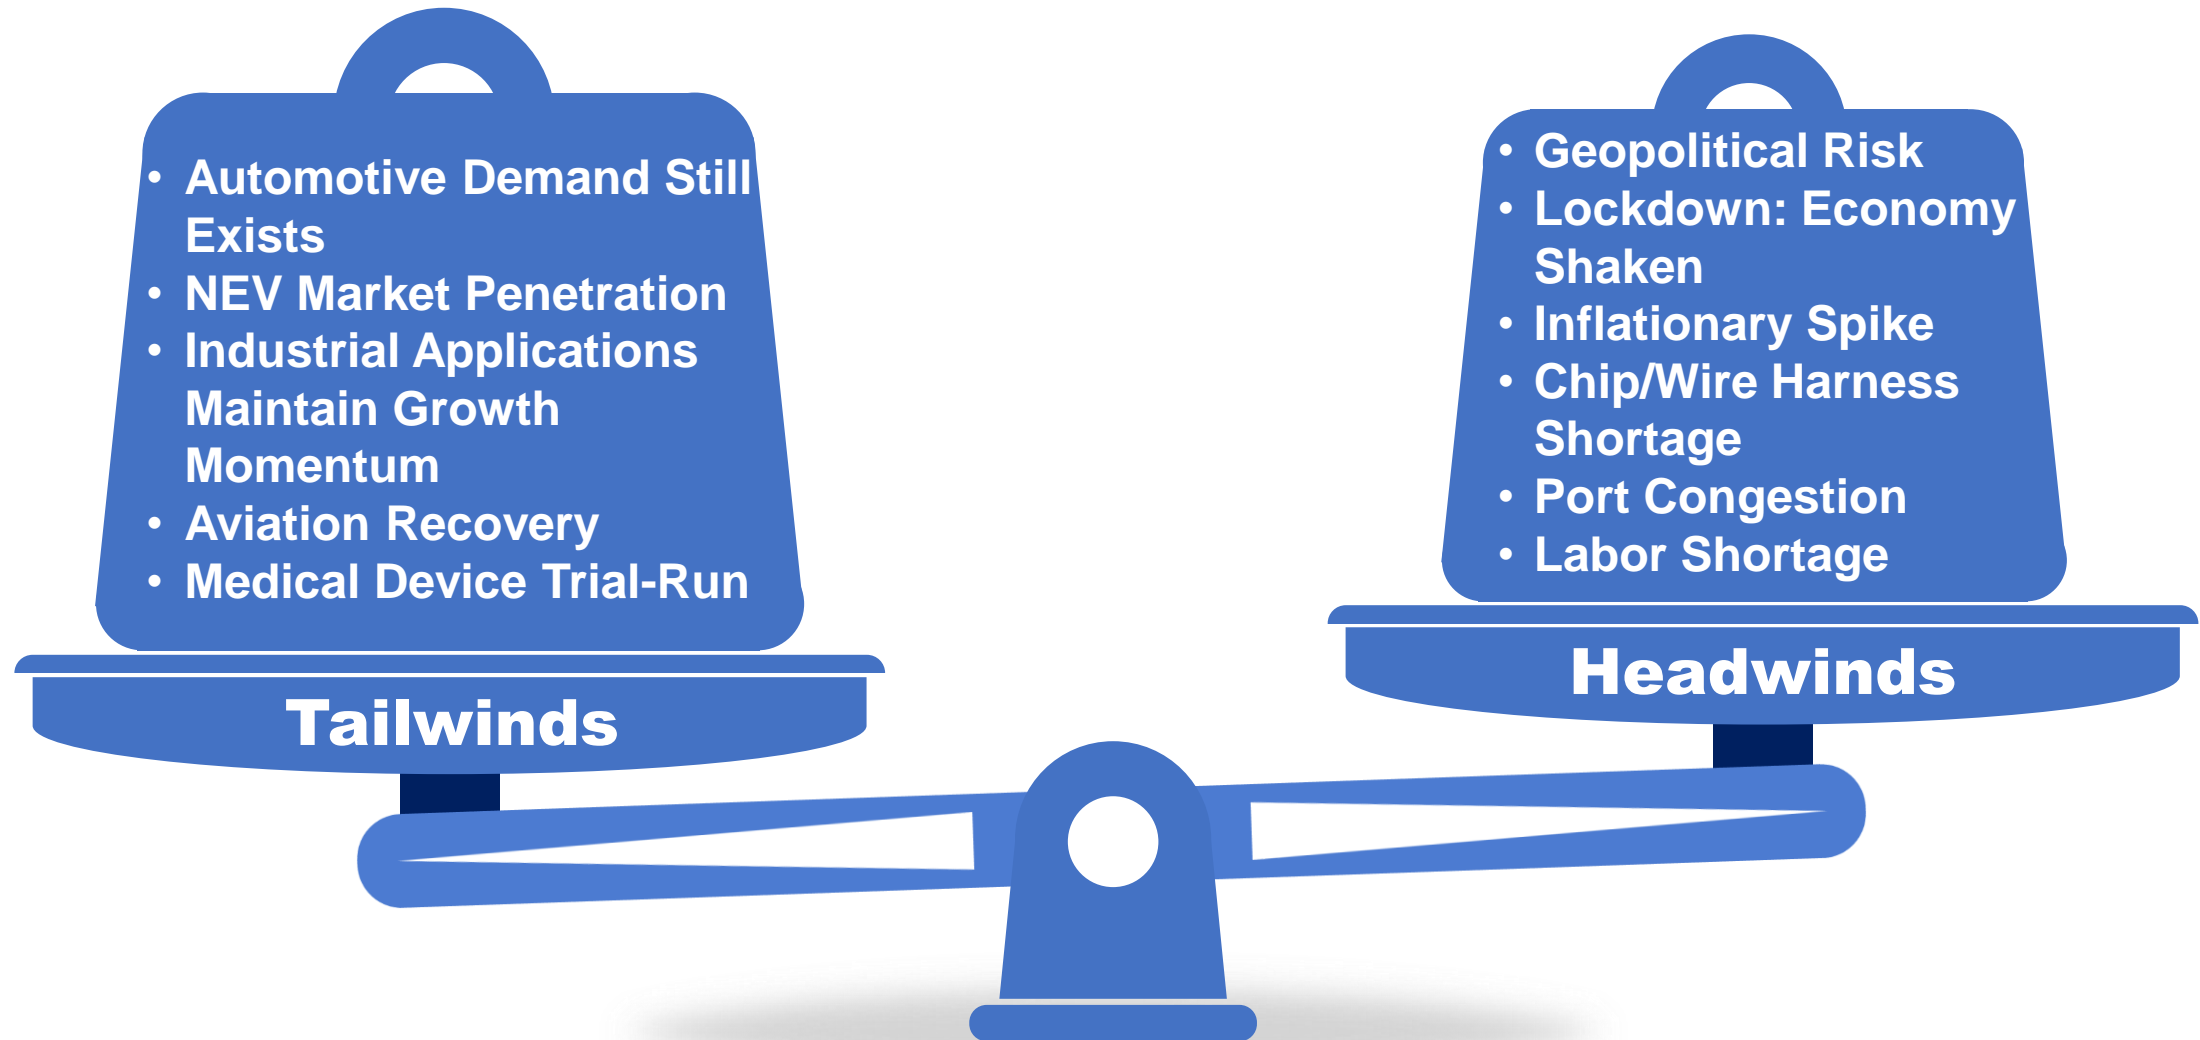 • Automotive Demand Still
Exists
• NEV Market Penetration
• Industrial Applications
Maintain Growth
Momentum
• Aviation Recovery
• Medical Device Trial-Run
Tailwinds
• Geopolitical Risk
• Lockdown: Economy
Shaken
• Inflationary Spike
• Chip/Wire Harness
Shortage
• Port Congestion
• Labor Shortage
Headwinds